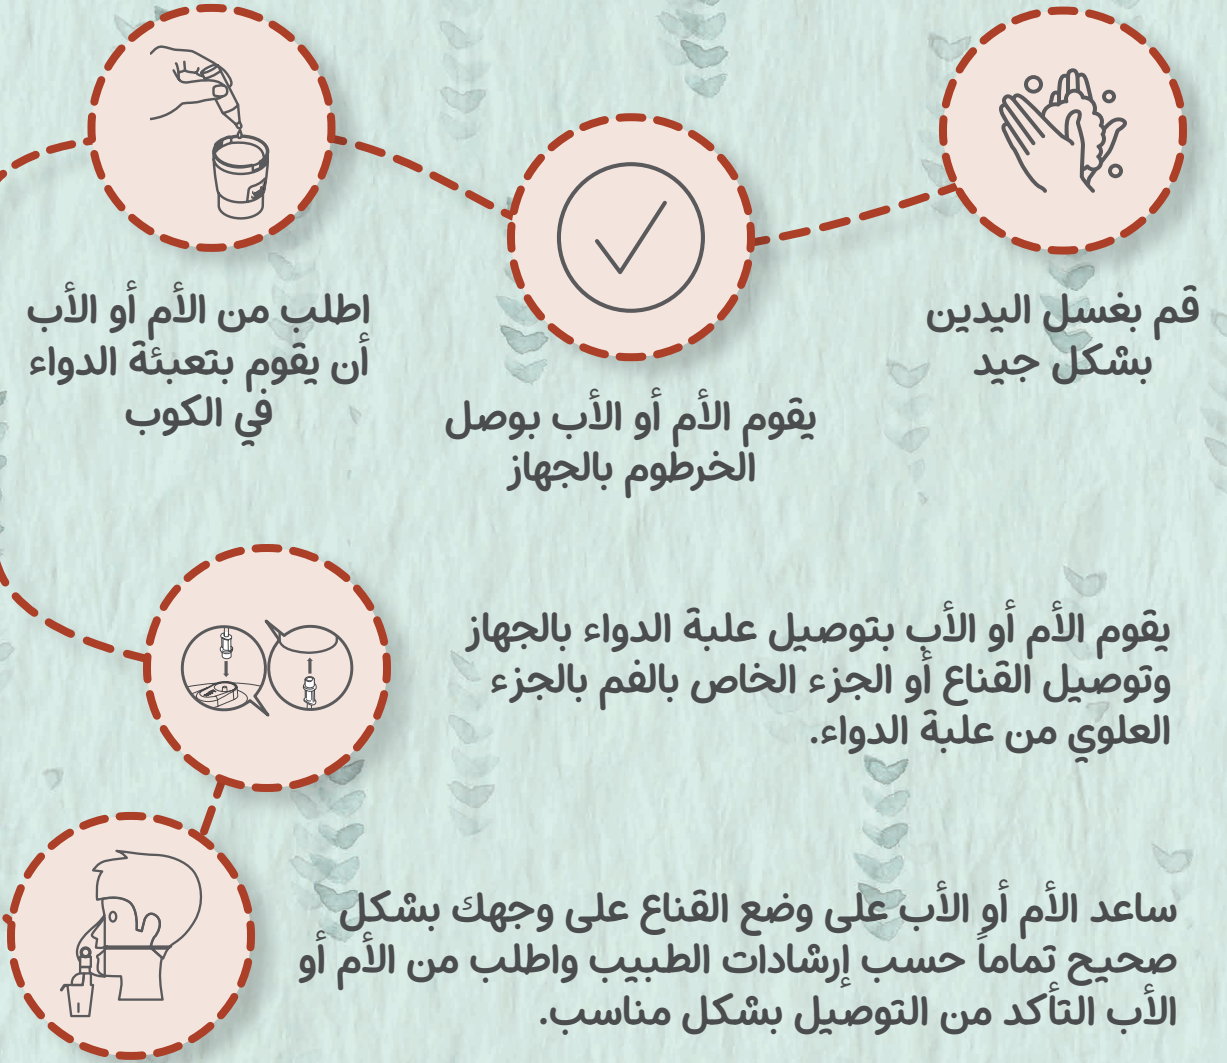 قم بغسل اليدين
بشكل جيد
يقوم الأم أو الأب بوصل
الخرطوم بالجهاز
اطلب من الأم أو الأب
أن يقوم بتعبئة الدواء
في الكوب
يقوم الأم أو الأب بتوصيل علبة الدواء بالجهاز
وتوصيل القناع أو الجزء الخاص بالفم بالجزء
العلوي من علبة الدواء.
ساعد الأم أو الأب على وضع القناع على وجهك بشكل
صحيح تماماً حسب إرشادات الطبيب واطلب من الأم أو
الأب التأكد من التوصيل بشكل مناسب.